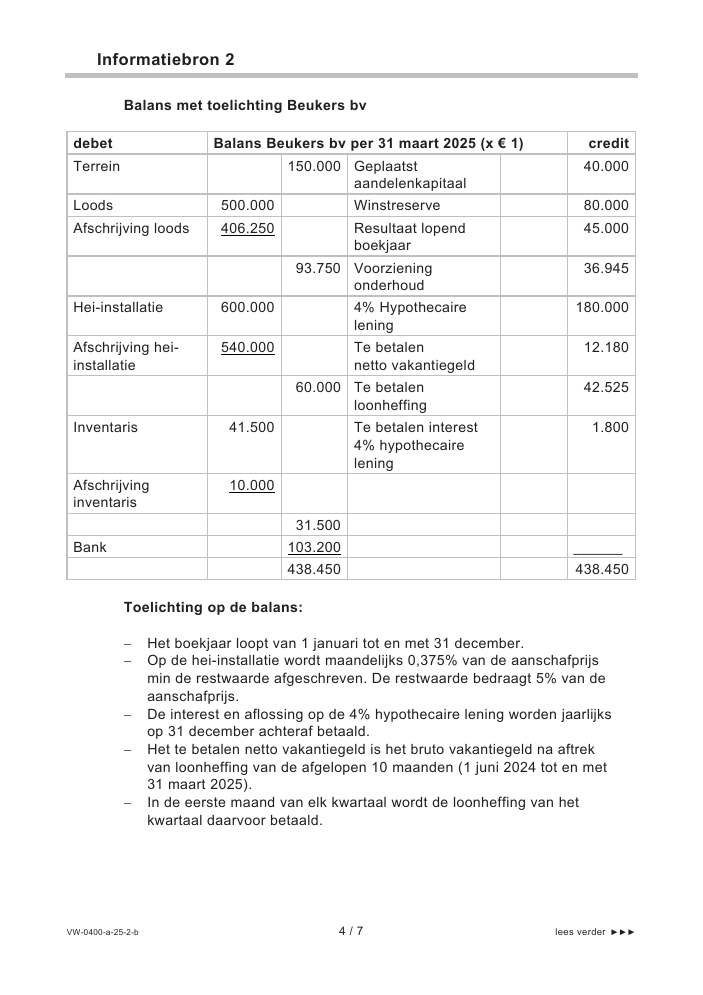 Informatiebron 2
Balans met toelichting Beukers bv
debet Balans Beukers bv per 31 maart 2025 (x € 1) credit
Terrein 150.000 Geplaatst 40.000
aandelenkapitaal
Loods 500.000 Winstreserve 80.000
Afschrijving loods 406.250 Resultaat lopend 45.000
boekjaar
93.750 Voorziening 36.945
onderhoud
Hei-installatie 600.000 4% Hypothecaire 180.000
lening
Afschrijving hei- 540.000 Te betalen 12.180
installatie netto vakantiegeld
60.000 Te betalen 42.525
loonheffing
Inventaris 41.500 Te betalen interest 1.800
4% hypothecaire
lening
Afschrijving 10.000
inventaris
31.500
Bank 103.200
438.450 438.450
Toelichting op de balans:
– Het boekjaar loopt van 1 januari tot en met 31 december.
– Op de hei-installatie wordt maandelijks 0,375% van de aanschafprijs
min de restwaarde afgeschreven. De restwaarde bedraagt 5% van de
aanschafprijs.
– De interest en aflossing op de 4% hypothecaire lening worden jaarlijks
op 31 december achteraf betaald.
– Het te betalen netto vakantiegeld is het bruto vakantiegeld na aftrek
van loonheffing van de afgelopen 10 maanden (1 juni 2024 tot en met
31 maart 2025).
– In de eerste maand van elk kwartaal wordt de loonheffing van het
kwartaal daarvoor betaald.
VW-0400-a-25-2-b 4 / 7 lees verder ►►►